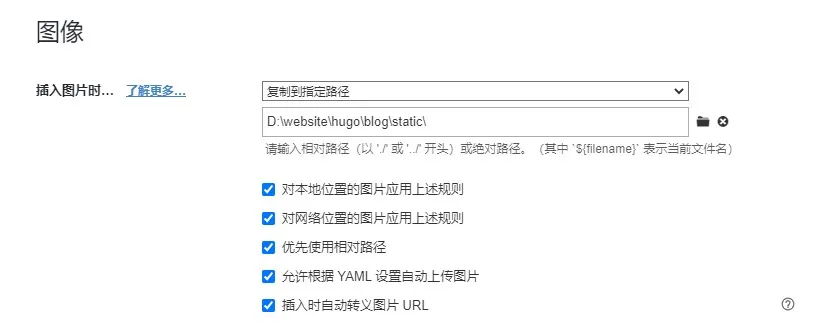 图像
插入图片时... 了解更多...
复制到指定路径
D:\website\hugo\blog\static\
请输入相对路径（以 './' 或 '../' 开头）或绝对路径。（其中 `${filename}` 表示当前文件名）
对本地位置的图片应用上述规则
对网络位置的图片应用上述规则
优先使用相对路径
允许根据 YAML 设置自动上传图片
插入时自动转义图片 URL